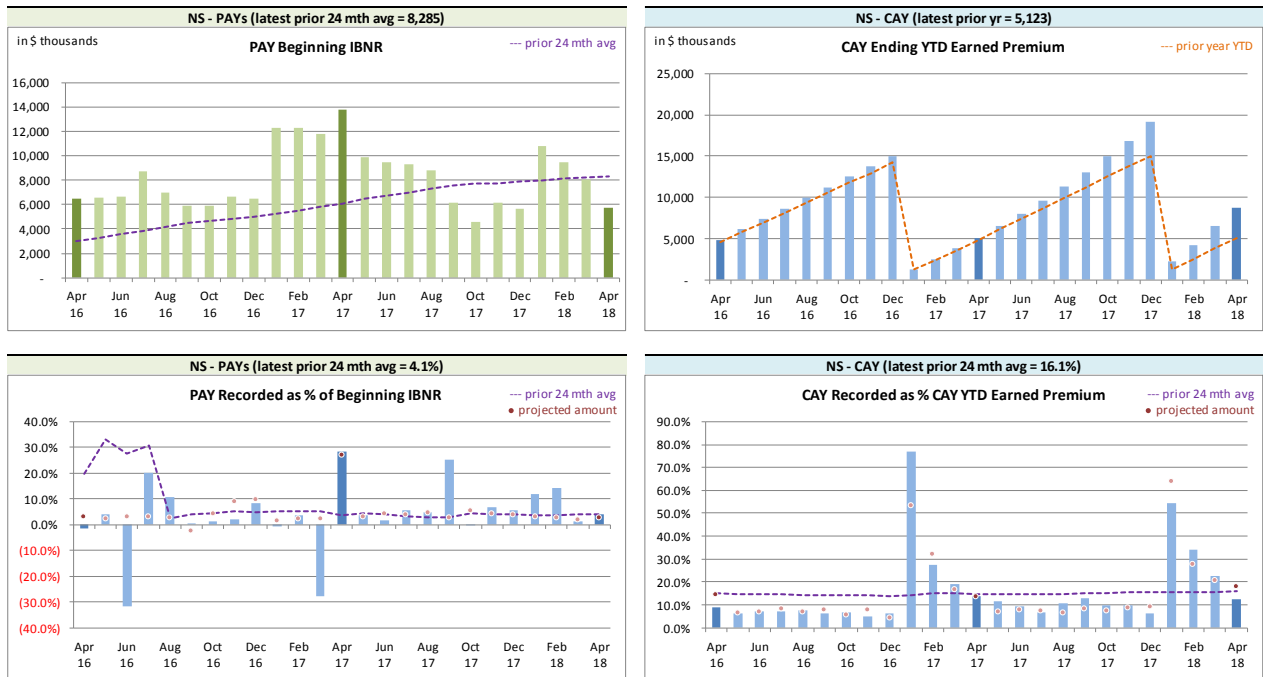 NS - PAYs (latest prior 24 mth avg = 8,285)
in $ thousands
PAY Beginning IBNR
--- prior 24 mth avg
16,000
14,000
12,000
10,000
8,000
6,000
4,000
2,000
-
Apr 16
Jun 16
Aug 16
Oct 16
Dec 16
Feb 17
Apr 17
Jun 17
Aug 17
Oct 17
Dec 17
Feb 18
Apr 18
NS - CAY (latest prior yr = 5,123)
in $ thousands
CAY Ending YTD Earned Premium
--- prior year YTD
25,000
20,000
15,000
10,000
5,000
-
Apr 16
Jun 16
Aug 16
Oct 16
Dec 16
Feb 17
Apr 17
Jun 17
Aug 17
Oct 17
Dec 17
Feb 18
Apr 18
NS - PAYs (latest prior 24 mth avg = 4.1%)
PAY Recorded as % of Beginning IBNR
--- prior 24 mth avg
● projected amount
40.0%
30.0%
20.0%
10.0%
0.0%
(10.0%)
(20.0%)
(30.0%)
(40.0%)
Apr 16
Jun 16
Aug 16
Oct 16
Dec 16
Feb 17
Apr 17
Jun 17
Aug 17
Oct 17
Dec 17
Feb 18
Apr 18
NS - CAY (latest prior 24 mth avg = 16.1%)
CAY Recorded as % CAY YTD Earned Premium
--- prior 24 mth avg
● projected amount
90.0%
80.0%
70.0%
60.0%
50.0%
40.0%
30.0%
20.0%
10.0%
0.0%
Apr 16
Jun 16
Aug 16
Oct 16
Dec 16
Feb 17
Apr 17
Jun 17
Aug 17
Oct 17
Dec 17
Feb 18
Apr 18